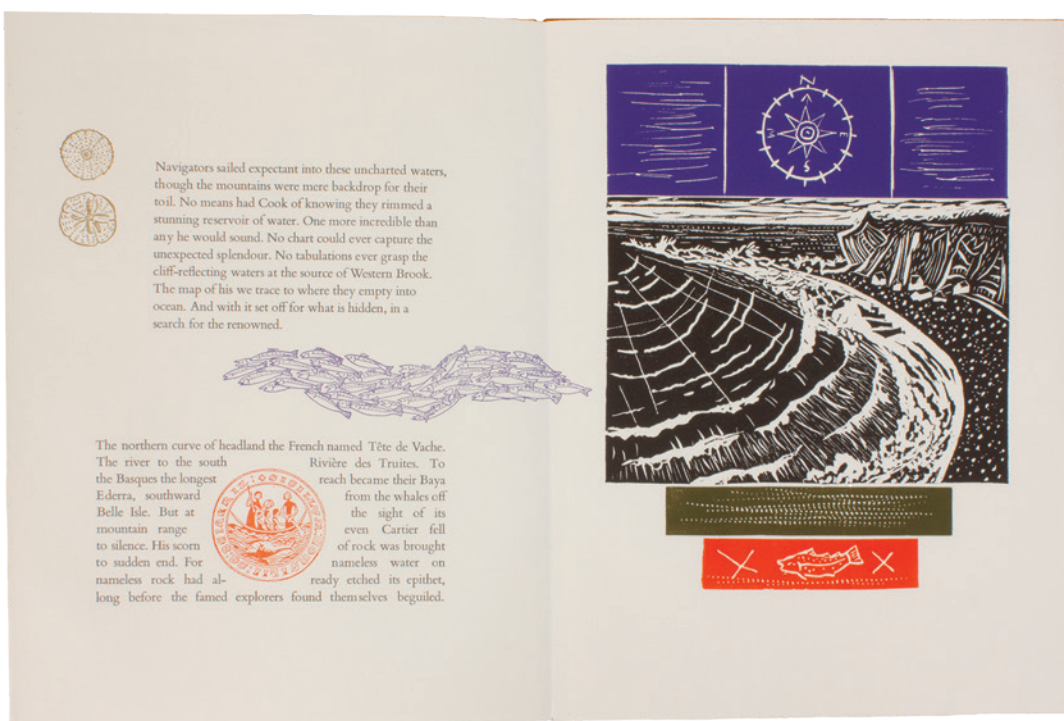 Navigators sailed expectant into these uncharted waters,
though the mountains were mere backdrop for their
toil. No means had Cook of knowing they rimmed a
stunning reservoir of water. One more incredible than
any he would sound. No chart could ever capture the
unexpected splendour. No tabulations ever grasp the
cliff-reflecting waters at the source of Western Brook.
The map of his we trace to where they empty into
ocean. And with it set off for what is hidden, in a
search for the renowned.
The northern curve of headland the French named Tête de Vache.
The river to the south Rivière des Truites. To
the Basques the longest reach became their Baya
Ederra, southward from the whales off
Belle Isle. But at the sight of its
mountain range even Cartier fell
to silence. His scorn of rock was brought
to sudden end. For nameless water on
nameless rock had al- ready etched its epithet,
long before the famed explorers found themselves beguiled.
N
W E
S